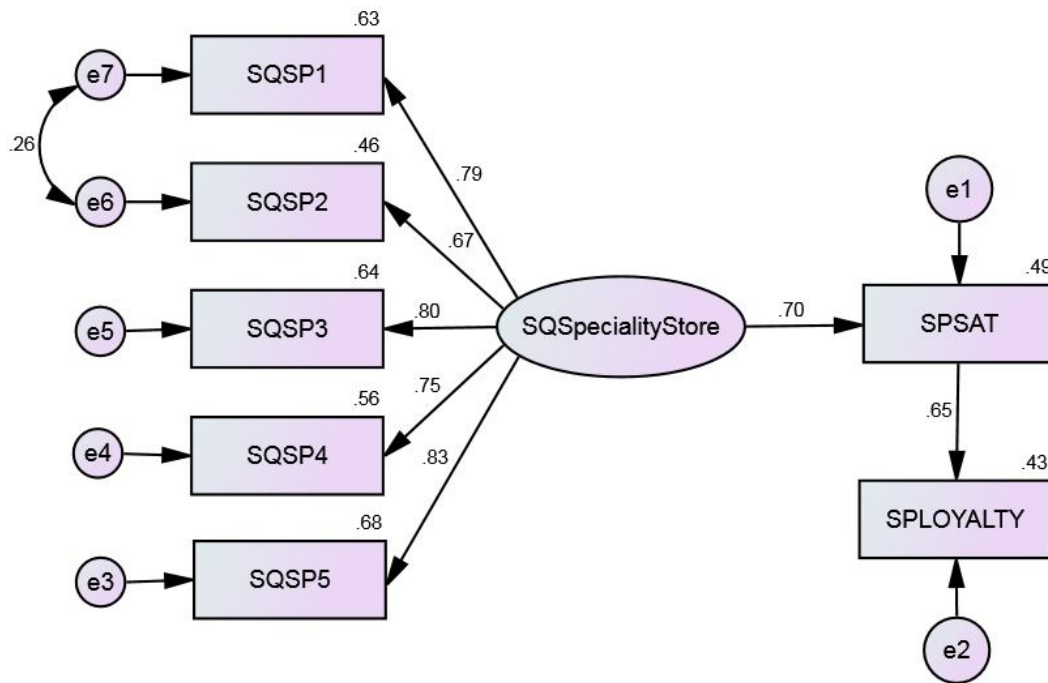 .63
e7
SQSP1
.26
.79
.46
e6
SQSP2
.67
e1
.64
.49
e5
SQSP3
.80
SQSpecialityStore
.70
SPSAT
.56
.75
.65
e4
SQSP4
.83
.43
.68
SPLOYALTY
e3
SQSP5
e2